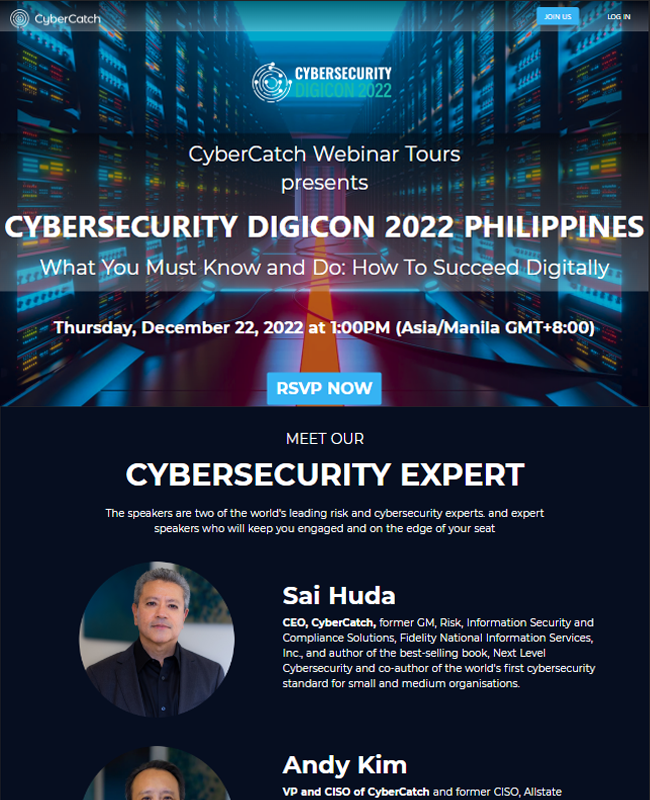 CyberCatch
JOIN US
LOG IN
CYBERSECURITY
DIGICON 2022
CyberCatch Webinar Tours
presents
CYBERSECURITY DIGICON 2022 PHILIPPINES
What You Must Know and Do: How To Succeed Digitally
Thursday, December 22, 2022 at 1:00PM (Asia/Manila GMT+8:00)
RSVP NOW
MEET OUR
CYBERSECURITY EXPERT
The speakers are two of the world's leading risk and cybersecurity experts. and expert
speakers who will keep you engaged and on the edge of your seat
Sai Huda
CEO, CyberCatch, former GM, Risk, Information Security and
Compliance Solutions, Fidelity National Information Services,
Inc., and author of the best-selling book, Next Level
Cybersecurity and co-author of the world's first cybersecurity
standard for small and medium organisations.
Andy Kim
VP and CISO of CyberCatch and former CISO, Allstate